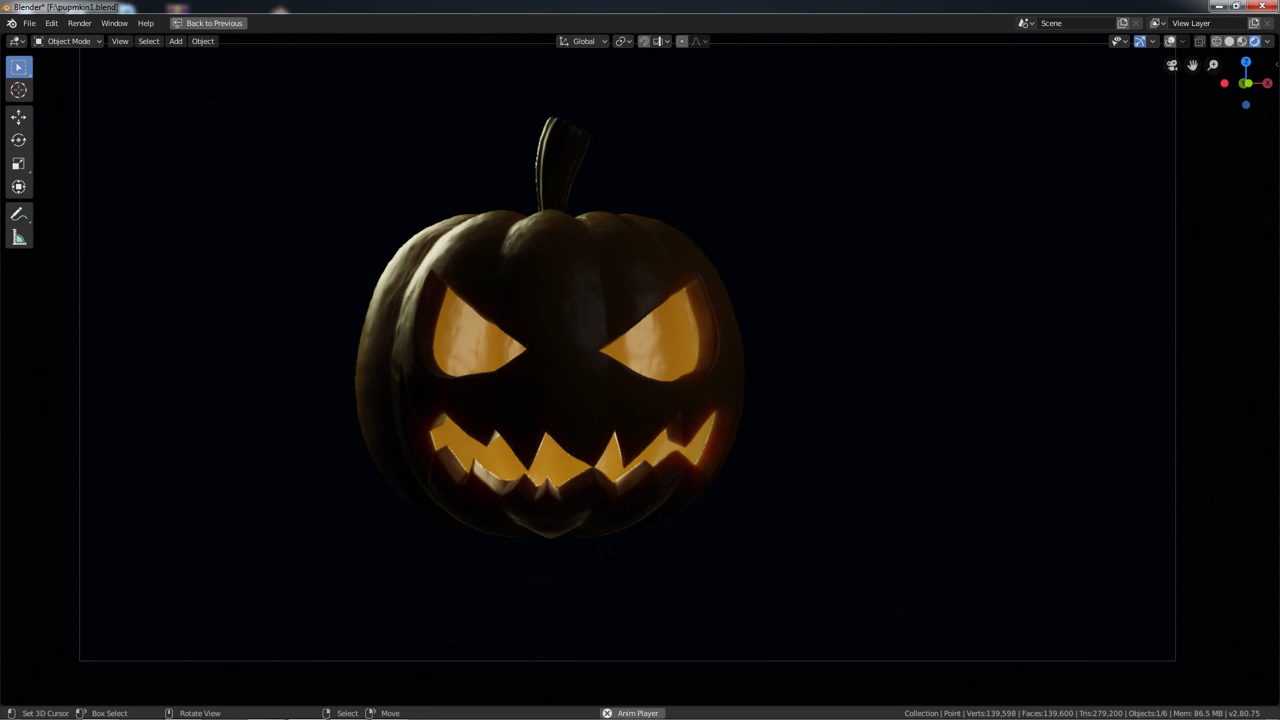 Blender* [F:\pupmkin1.blend]
File Edit Render Window Help Back to Previous Scene View Layer
Object Mode View Select Add Object Global
Z
Y X
Set 3D Cursor Box Select Rotate View Select Move Anim Player Collection | Point | Verts:139,598 | Faces:139,600 | Tris:279,200 | Objects:1/6 | Mem: 86.5 MB | v2.80.75